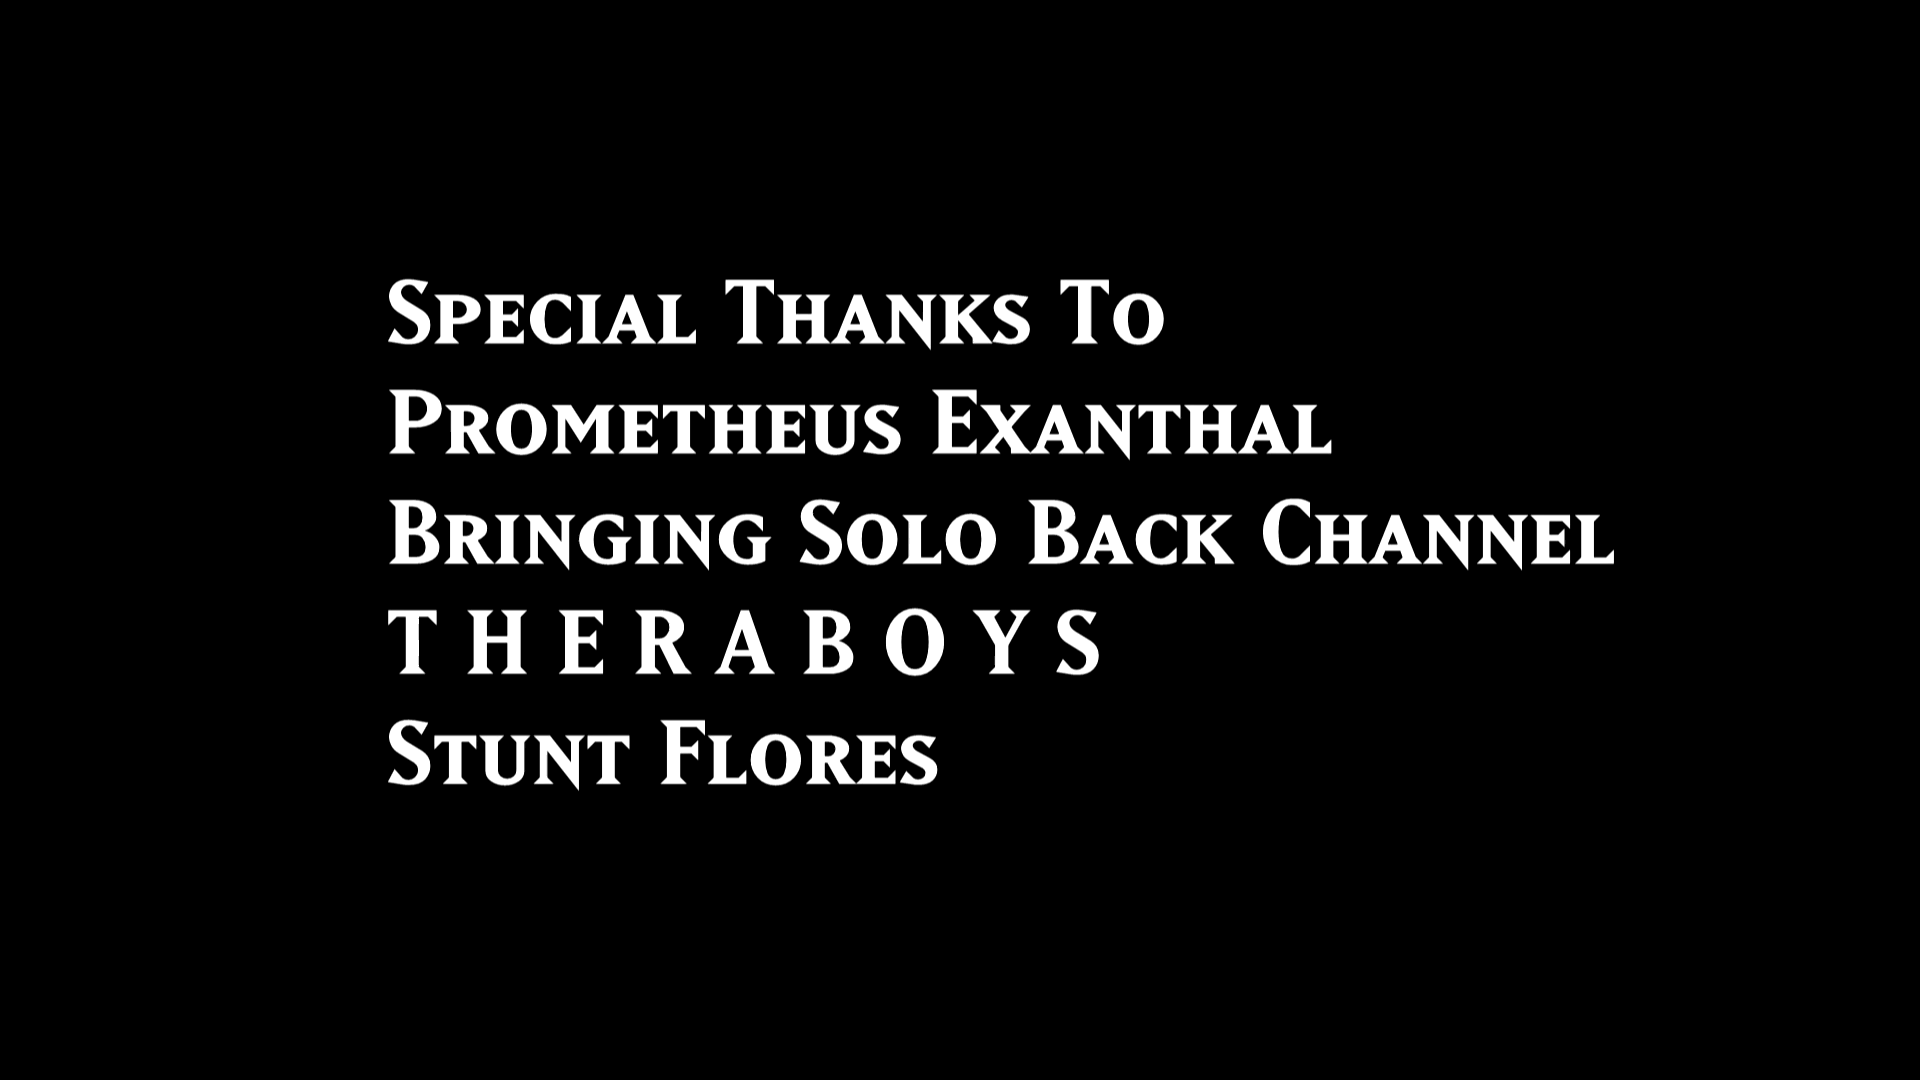 Special Thanks To
Prometheus Exanthal
Bringing Solo Back Channel
T H E R A B O Y S
Stunt Flores